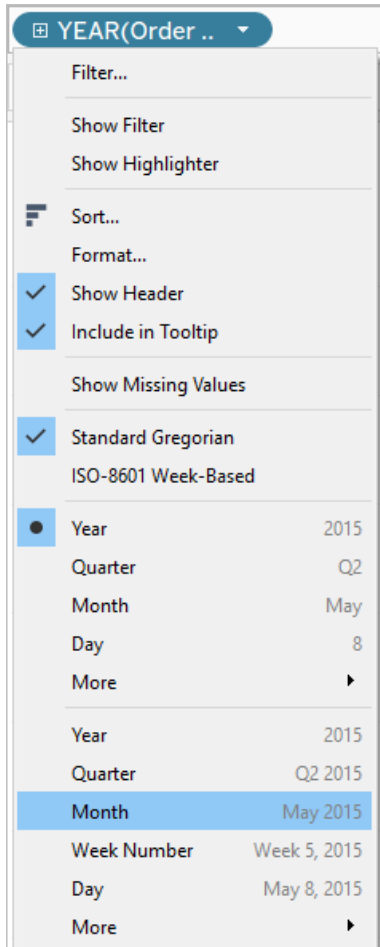 YEAR(Order ..
Filter...
Show Filter
Show Highlighter
Sort...
Format...
Show Header
Include in Tooltip
Show Missing Values
Standard Gregorian
ISO-8601 Week-Based
Year 2015
Quarter Q2
Month May
Day 8
More
Year 2015
Quarter Q2 2015
Month May 2015
Week Number Week 5, 2015
Day May 8, 2015
More